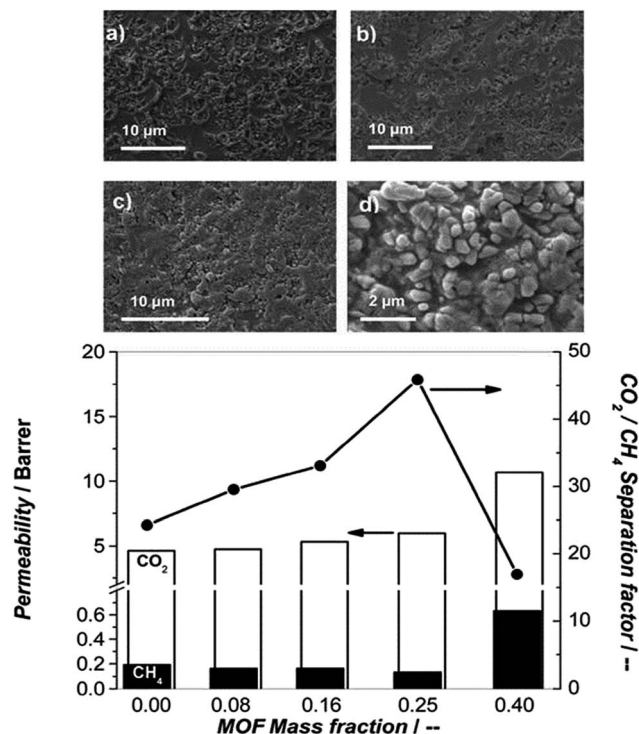 a)
10 µm
b)
10 µm
c)
10 µm
d)
2 µm
Permeability / Barrer
20
15
10
5
0.6
0.4
0.2
0.0
CO₂
CH₄
50
40
30
20
10
0
CO₂ / CH₄ Separation factor / --
0.00 0.08 0.16 0.25 0.40
MOF Mass fraction / --